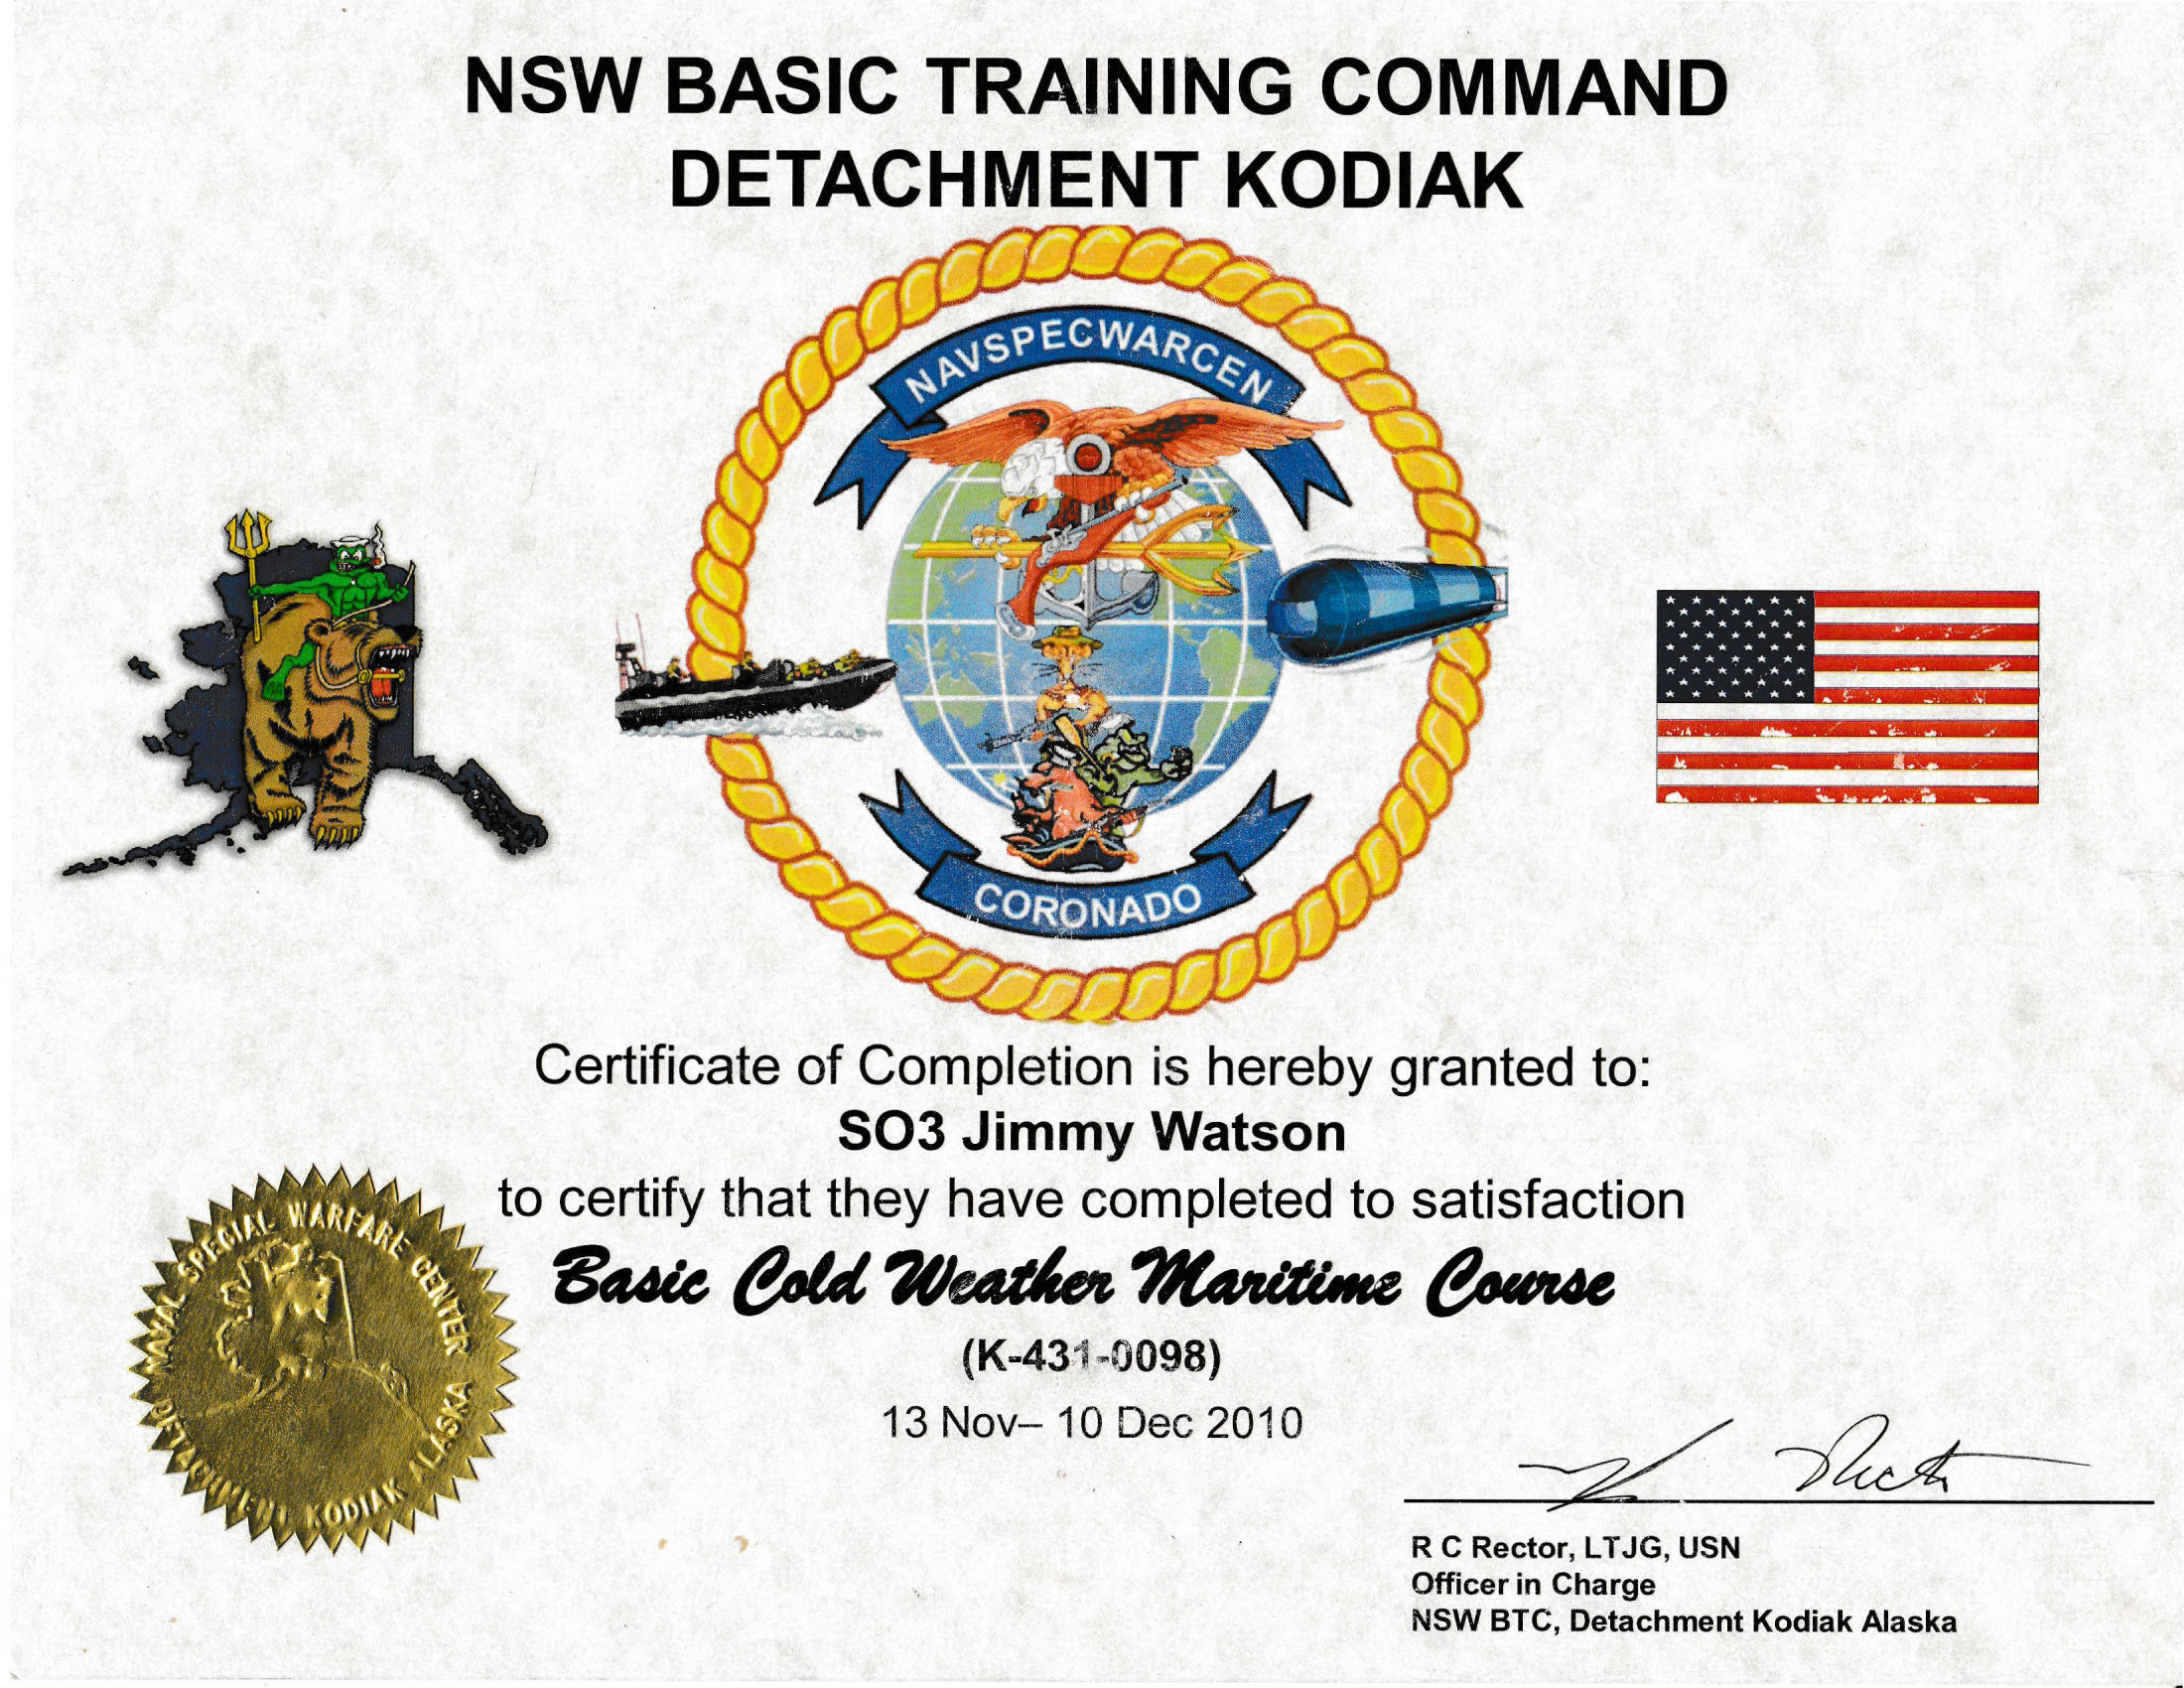 NSW BASIC TRAINING COMMAND
DETACHMENT KODIAK
NAVSPECWARCEN
CORONADO
Certificate of Completion is hereby granted to:
SO3 Jimmy Watson
to certify that they have completed to satisfaction
Basic Cold Weather Maritime Course
(K-431-0098)
13 Nov– 10 Dec 2010
NAVAL SPECIAL WARFARE CENTER
DETACHMENT KODIAK ALASKA
R C Rector, LTJG, USN
Officer in Charge
NSW BTC, Detachment Kodiak Alaska